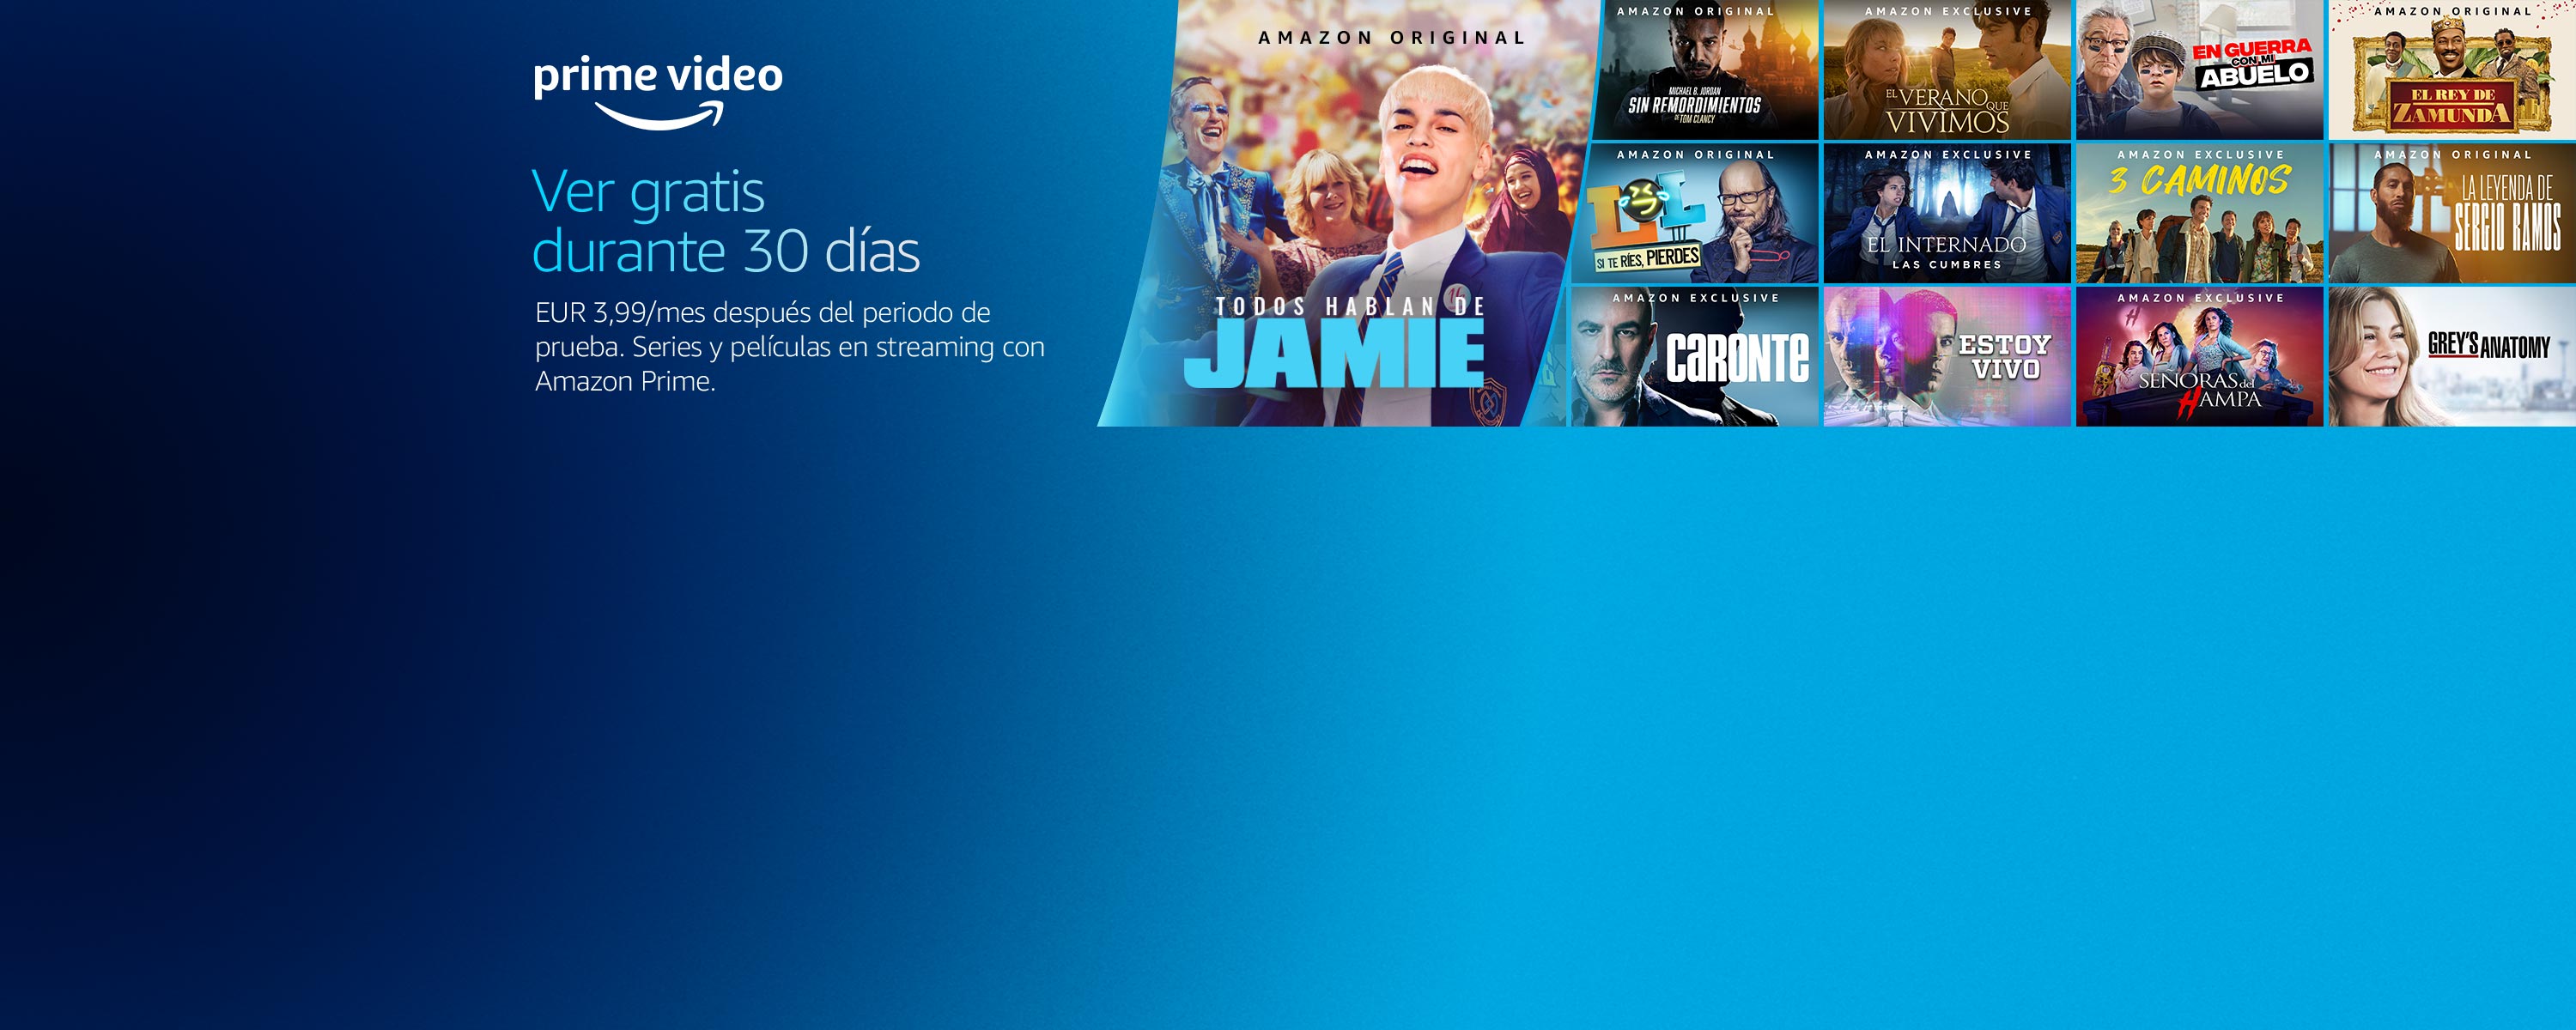 prime video
Ver gratis
durante 30 días
EUR 3,99/mes después del periodo de
prueba. Series y películas en streaming con
Amazon Prime.
AMAZON ORIGINAL
TODOS HABLAN DE
JAMIE
AMAZON ORIGINAL
MICHAEL B. JORDAN
SIN REMORDIMIENTOS
DE TOM CLANCY
AMAZON EXCLUSIVE
EL VERANO QUE
VIVIMOS
EN GUERRA
CON MI
ABUELO
AMAZON ORIGINAL
EL REY DE
ZAMUNDA
AMAZON ORIGINAL
LOL
SI TE RÍES, PIERDES
AMAZON EXCLUSIVE
EL INTERNADO
LAS CUMBRES
AMAZON EXCLUSIVE
3 CAMINOS
AMAZON ORIGINAL
LA LEYENDA DE
SERGIO RAMOS
AMAZON EXCLUSIVE
CARONTE
ESTOY
VIVO
AMAZON EXCLUSIVE
H
SEÑORAS del
HAMPA
GREY'S ANATOMY